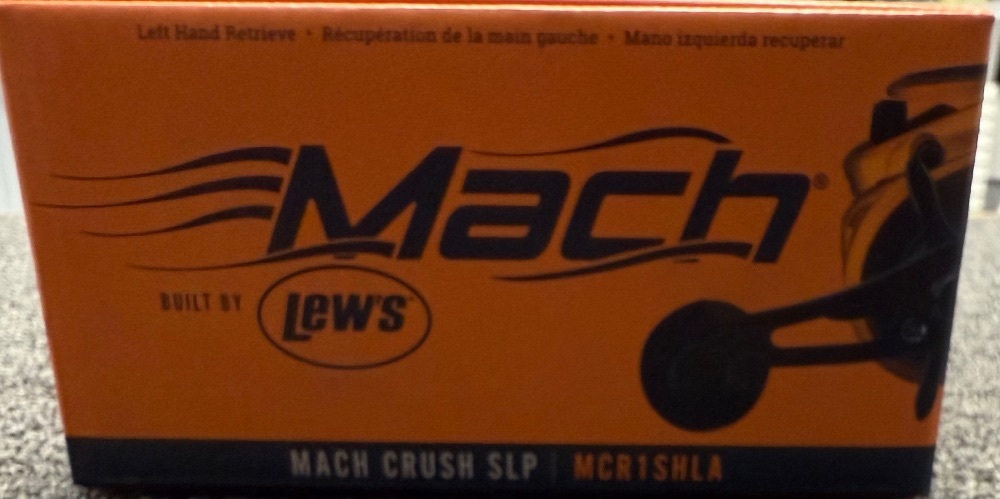 Left Hand Retrieve • Récupération de la main gauche • Mano izquierda recuperar
Mach®
BUILT BY Lew's
MACH CRUSH SLP | MCR1SHLA